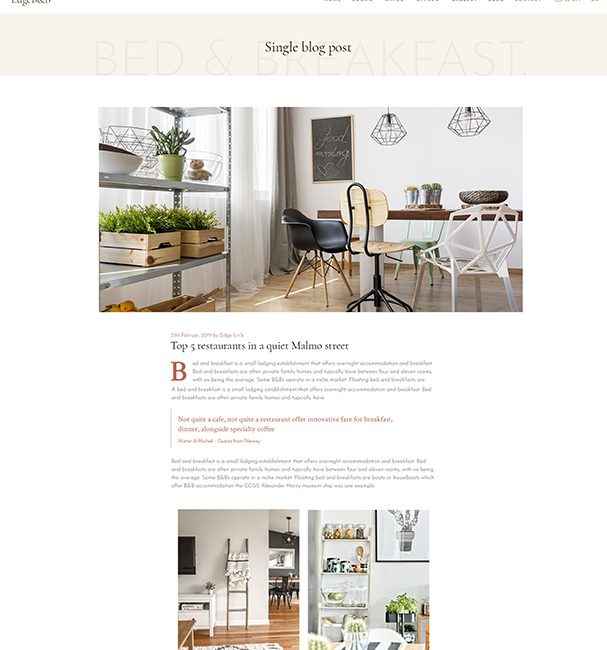 Single blog post
BED & BREAKFAST.
good
morning
by Edge b+b
Top 5 restaurants in a quiet Malmo street
Bed and breakfast is a small lodging establishment that offers overnight accommodation and breakfast.
Bed and breakfasts are often private family homes and typically have between four and eleven rooms,
with six being the average. Some B&Bs operate in a niche market. Floating bed and breakfasts are
A bed and breakfast is a small lodging establishment that offers overnight accommodation and breakfast. Bed
and breakfasts are often private family homes and typically have
Not quite a cafe, not quite a restaurant offer innovative fare for breakfast,
dinner, alongside specialty coffee
Martin & Michael - Guests from Norway
Bed and breakfast is a small lodging establishment that offers overnight accommodation and breakfast. Bed
and breakfasts are often private family homes and typically have between four and eleven rooms, with six being
the average. Some B&Bs operate in a niche market. Floating bed and breakfasts are boats or houseboats which
offer B&B accommodation the CCGS Alexander Henry museum ship was one example.